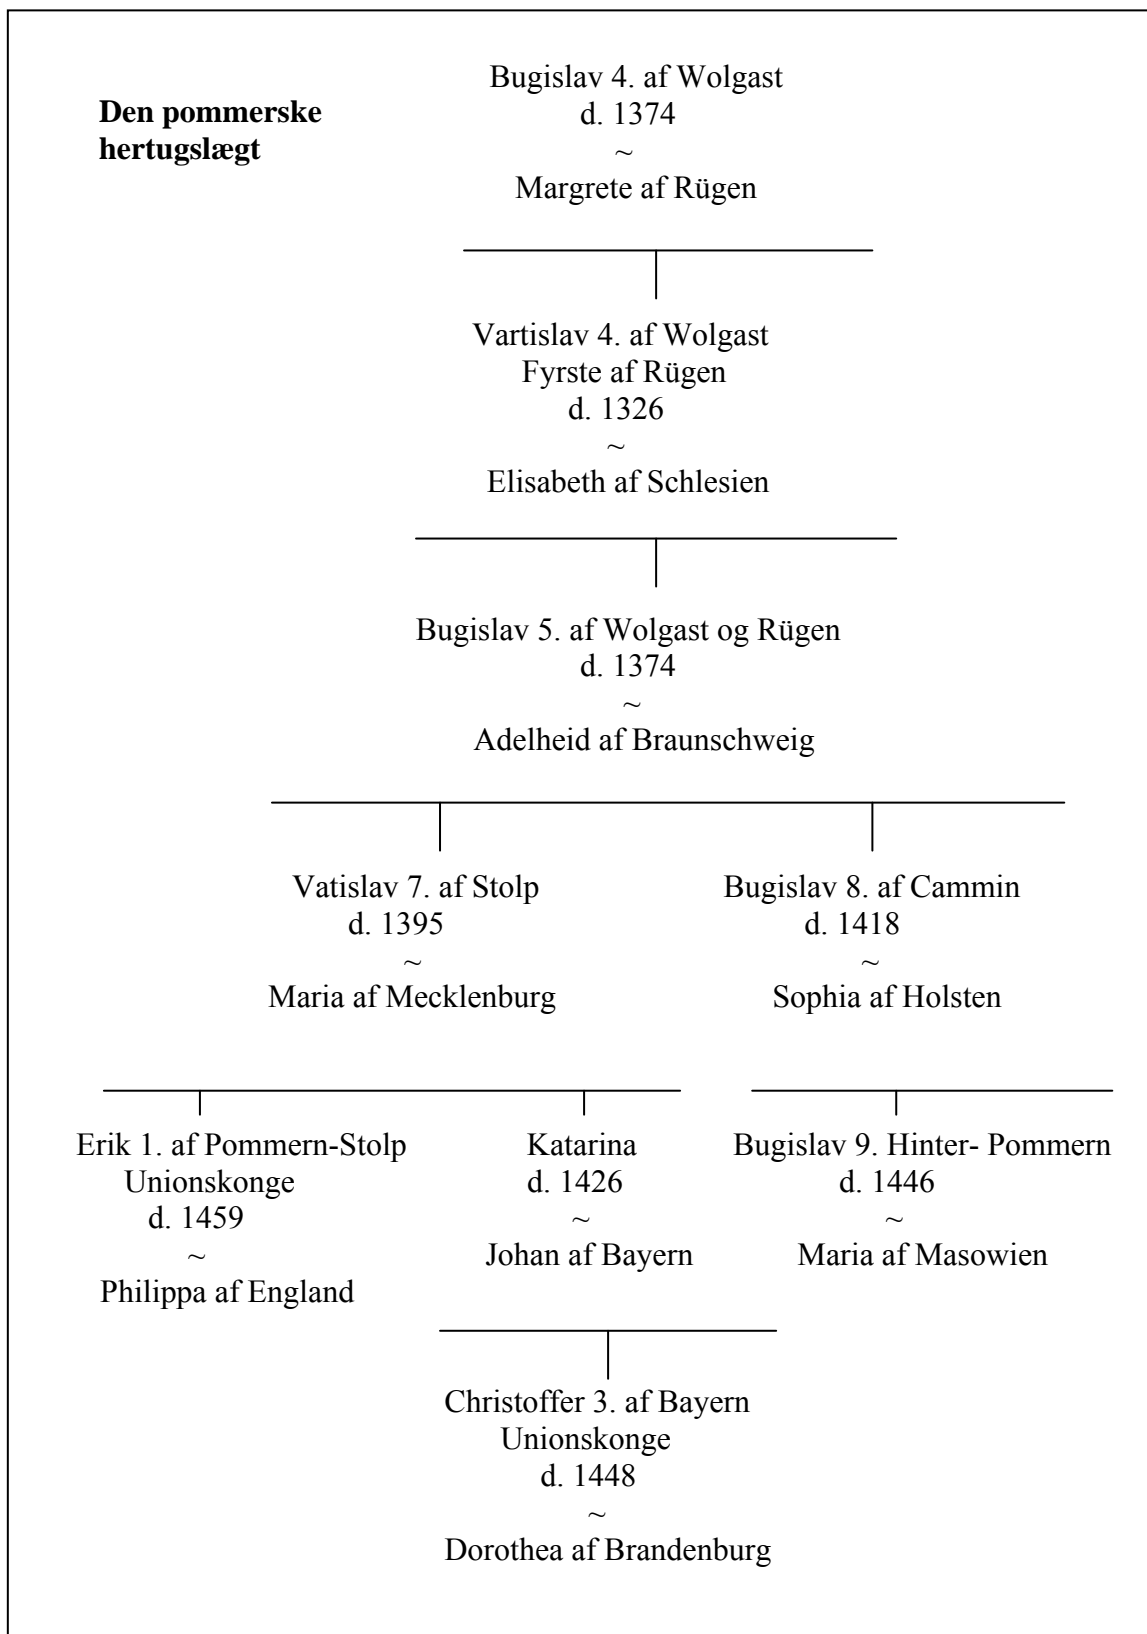 Den pommerske
hertugslægt
Bugislav 4. af Wolgast
d. 1374
~
Margrete af Rügen
Vartislav 4. af Wolgast
Fyrste af Rügen
d. 1326
~
Elisabeth af Schlesien
Bugislav 5. af Wolgast og Rügen
d. 1374
~
Adelheid af Braunschweig
Vatislav 7. af Stolp
d. 1395
~
Maria af Mecklenburg
Bugislav 8. af Cammin
d. 1418
~
Sophia af Holsten
Erik 1. af Pommern-Stolp
Unionskonge
d. 1459
~
Philippa af England
Katarina
d. 1426
~
Johan af Bayern
Bugislav 9. Hinter- Pommern
d. 1446
~
Maria af Masowien
Christoffer 3. af Bayern
Unionskonge
d. 1448
~
Dorothea af Brandenburg